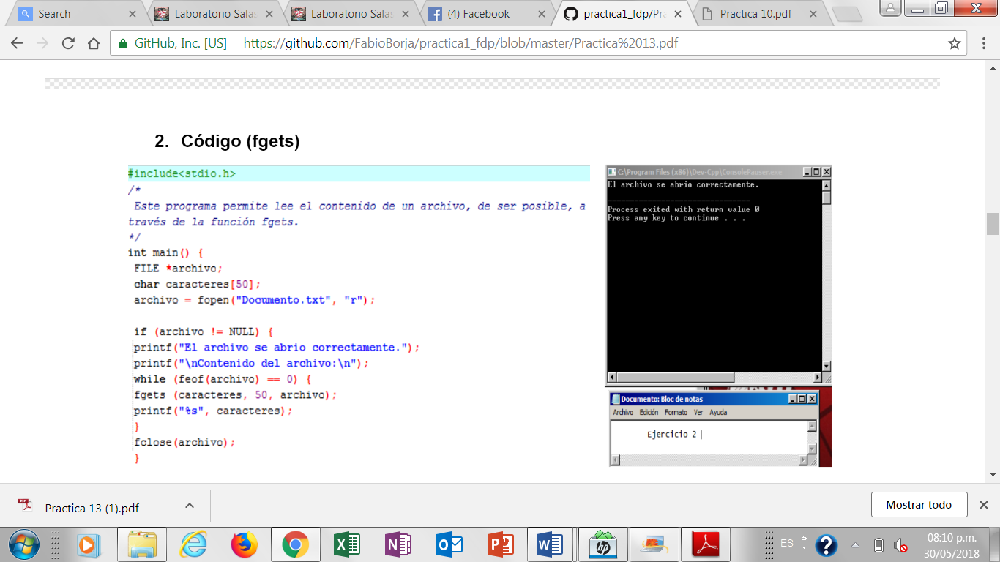 Search
Laboratorio Salas
Laboratorio Salas
(4) Facebook
practica1_fdp/Pra
Practica 10.pdf
GitHub, Inc. [US]
https://github.com/FabioBorja/practica1_fdp/blob/master/Practica%2013.pdf
2. Código (fgets)
#include<stdio.h>
/*
Este programa permite lee el contenido de un archivo, de ser posible, a
través de la función fgets.
*/
int main() {
FILE *archivo;
char caracteres[50];
archivo = fopen("Documento.txt", "r");
if (archivo != NULL) {
printf("El archivo se abrio correctamente.");
printf("\nContenido del archivo:\n");
while (feof(archivo) == 0) {
fgets (caracteres, 50, archivo);
printf("%s", caracteres);
}
fclose(archivo);
}
C:\Program Files (x86)\Dev-Cpp\ConsolePauser.exe
El archivo se abrio correctamente.
--------------------------------
Process exited with return value 0
Press any key to continue . . .
Documento: Bloc de notas
Archivo Edición Formato Ver Ayuda
Ejercicio 2
Practica 13 (1).pdf
Mostrar todo
ES
08:10 p.m.
30/05/2018